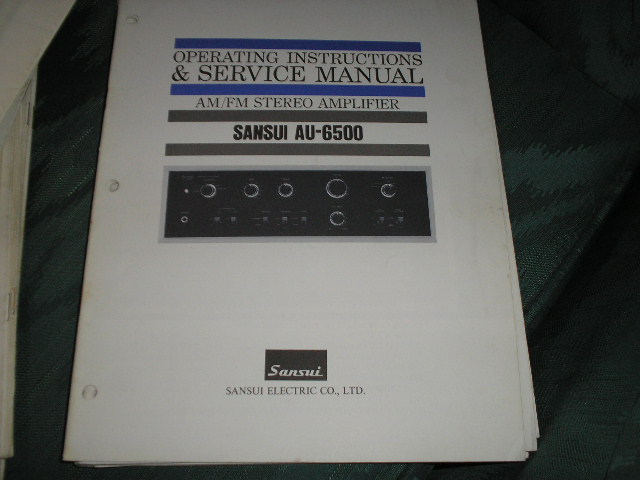 OPERATING INSTRUCTIONS
& SERVICE MANUAL
AM/FM STEREO AMPLIFIER
SANSUI AU-6500
Sansui
SANSUI ELECTRIC CO., LTD.